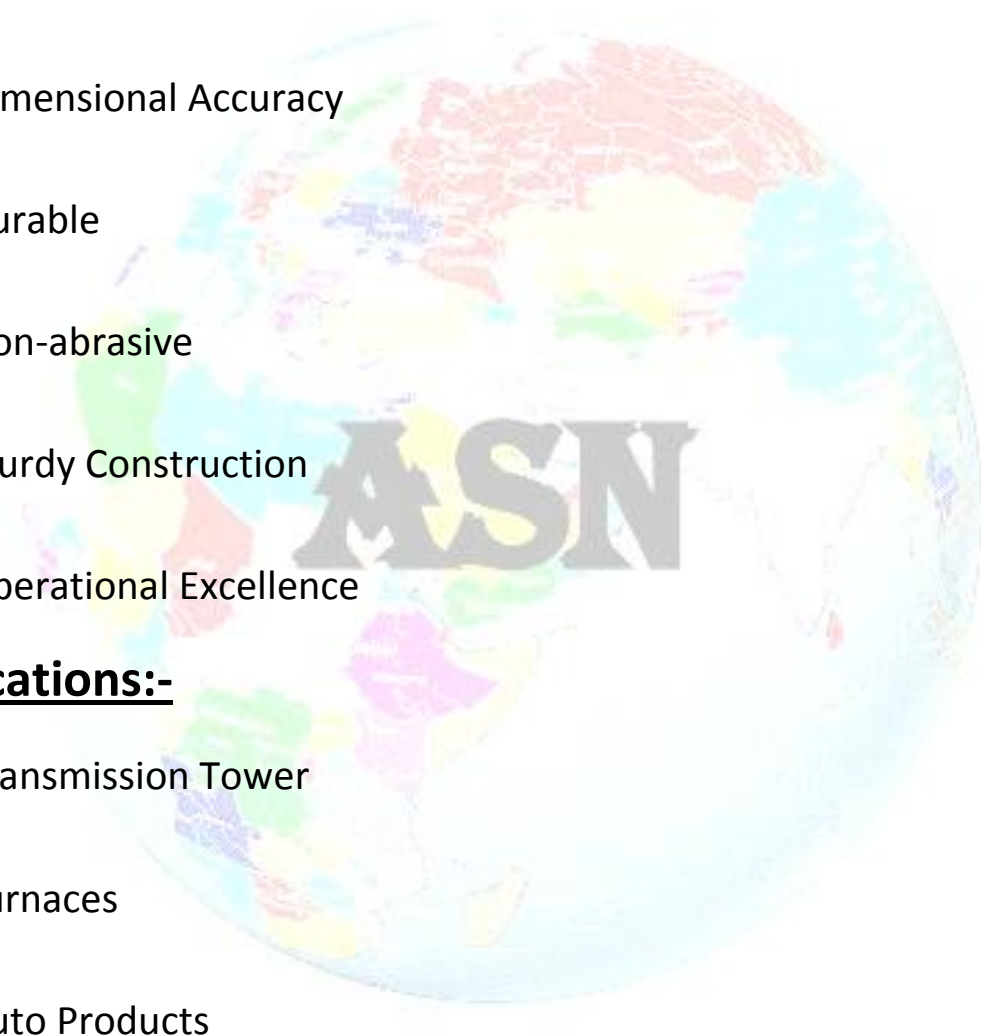 mensional Accuracy
urable
on-abrasive
ASN
urdy Construction
perational Excellence
cations:-
ansmission Tower
urnaces
uto Products